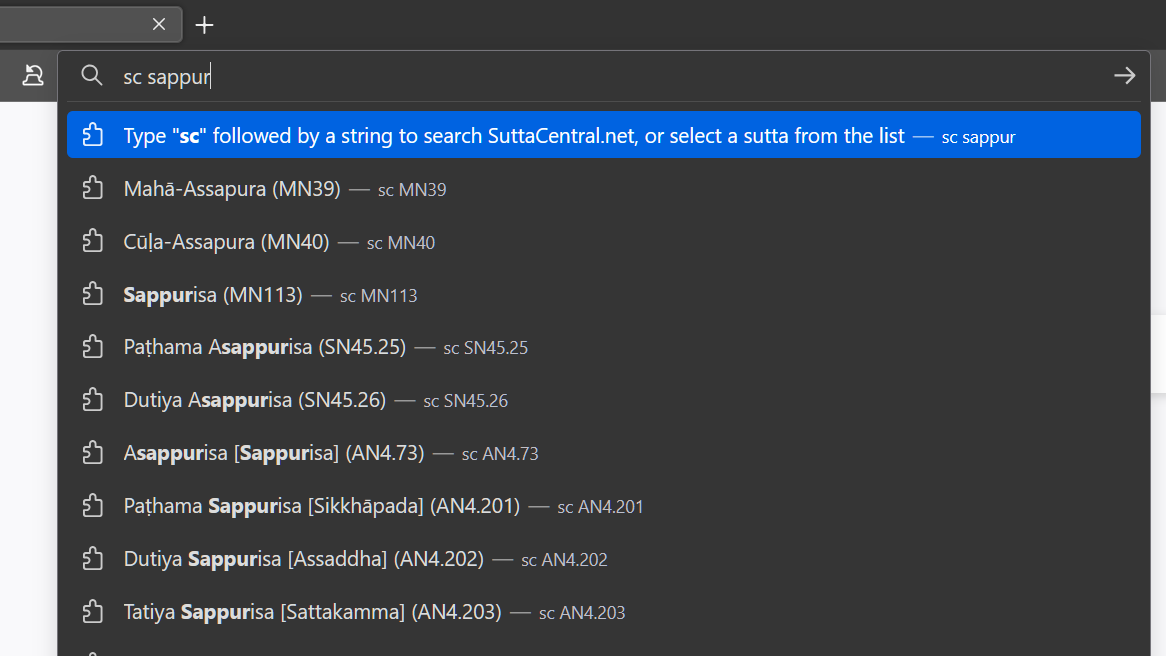 sc sappur
Type "sc" followed by a string to search SuttaCentral.net, or select a sutta from the list — sc sappur
Mahā-Assapura (MN39) — sc MN39
Cūḷa-Assapura (MN40) — sc MN40
Sappurisa (MN113) — sc MN113
Paṭhama Asappurisa (SN45.25) — sc SN45.25
Dutiya Asappurisa (SN45.26) — sc SN45.26
Asappurisa [Sappurisa] (AN4.73) — sc AN4.73
Paṭhama Sappurisa [Sikkhāpada] (AN4.201) — sc AN4.201
Dutiya Sappurisa [Assaddha] (AN4.202) — sc AN4.202
Tatiya Sappurisa [Sattakamma] (AN4.203) — sc AN4.203